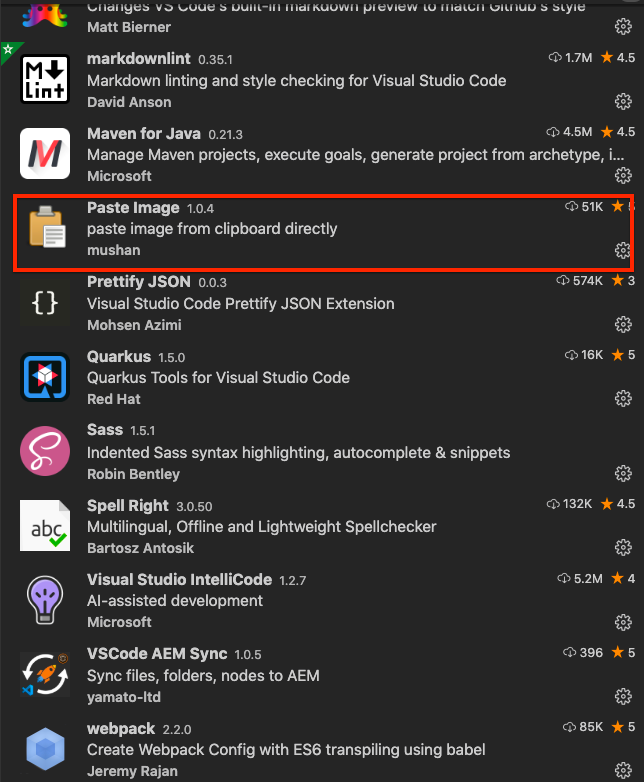 Changes VS Code's built-in markdown preview to match Github's style
Matt Bierner
M
Lint
markdownlint 0.35.1 1.7M 4.5
Markdown linting and style checking for Visual Studio Code
David Anson
M
Maven for Java 0.21.3 4.5M 4.5
Manage Maven projects, execute goals, generate project from archetype, i...
Microsoft
Paste Image 1.0.4 51K 5
paste image from clipboard directly
mushan
{}
Prettify JSON 0.0.3 574K 3
Visual Studio Code Prettify JSON Extension
Mohsen Azimi
Quarkus 1.5.0 16K 5
Quarkus Tools for Visual Studio Code
Red Hat
Sass 1.5.1
Indented Sass syntax highlighting, autocomplete & snippets
Robin Bentley
abc
Spell Right 3.0.50 132K 4.5
Multilingual, Offline and Lightweight Spellchecker
Bartosz Antosik
Visual Studio IntelliCode 1.2.7 5.2M 4
AI-assisted development
Microsoft
VSCode AEM Sync 1.0.5 396 5
Sync files, folders, nodes to AEM
yamato-ltd
webpack 2.2.0 85K 5
Create Webpack Config with ES6 transpiling using babel
Jeremy Rajan